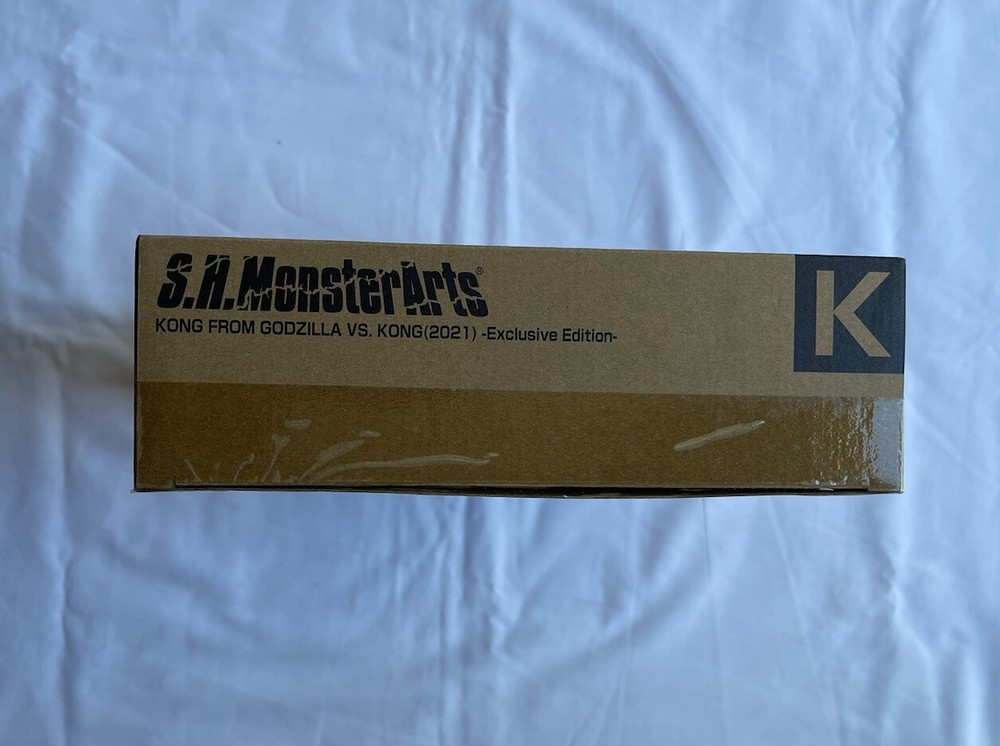 S.H.MonsterArts®
KONG FROM GODZILLA VS. KONG(2021) -Exclusive Edition-
K